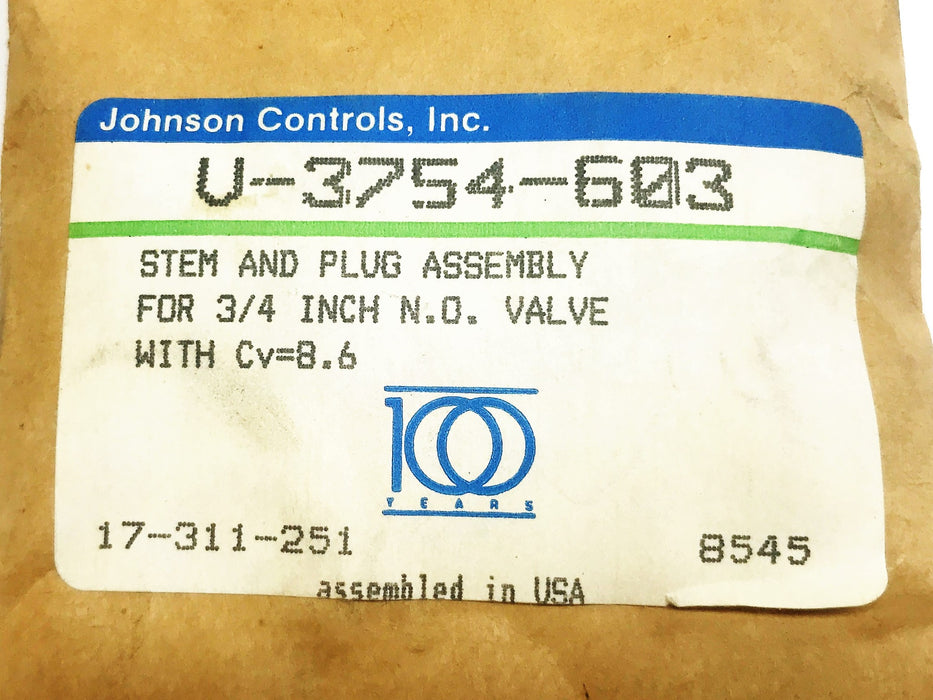 Johnson Controls, Inc.
V-3754-603
STEM AND PLUG ASSEMBLY
FOR 3/4 INCH N.O. VALVE
WITH Cv=8.6
100
YEARS
17-311-251
8545
assembled in USA